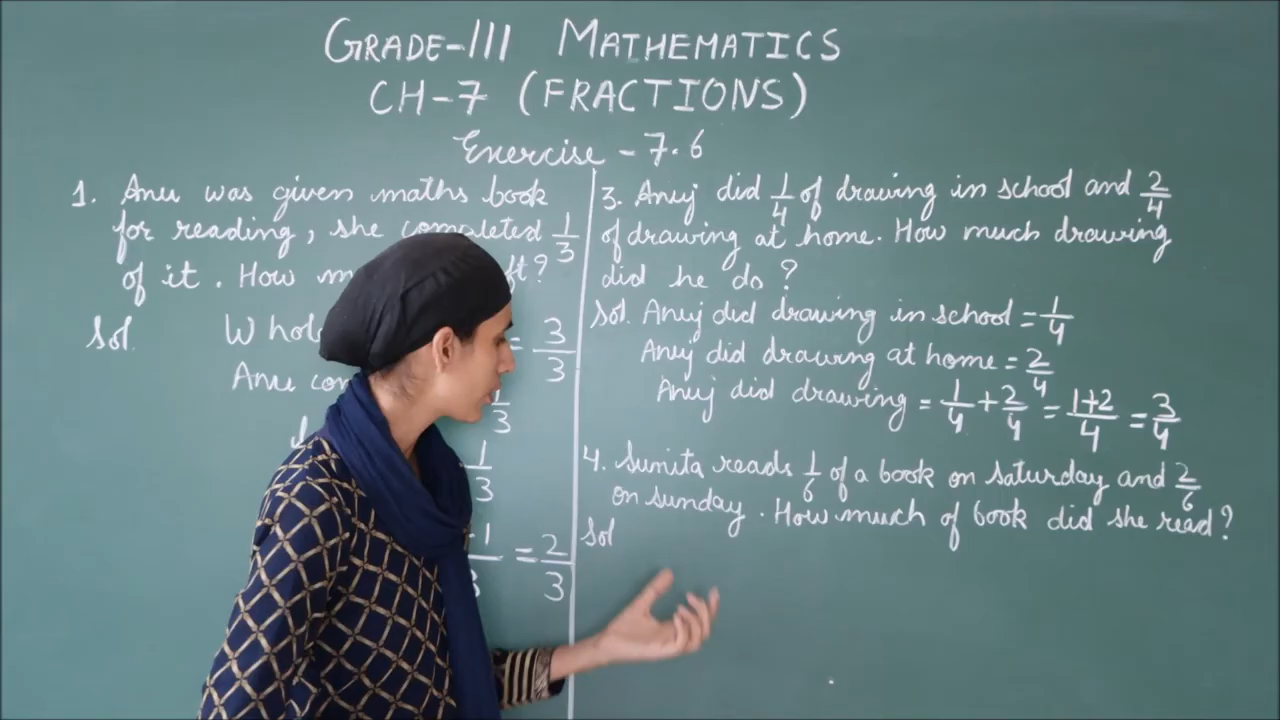 GRADE-III MATHEMATICS
CH-7 (FRACTIONS)
Exercise - 7.6
1. Anu was given maths book
for reading, she completed 1/3
of it. How
Sol.
= 3/3
Anu
1/3
1/3
= 2/3
3. Anuj did 1/4 of drawing in school and 2/4
of drawing at home. How much drawing
did he do?
Sol. Anuj did drawing in school = 1/4
Anuj did drawing at home = 2/4
Anuj did drawing = 1/4 + 2/4 = 1+2/4 = 3/4
4. Sunita reads 1/6 of a book on saturday and 2/6
on sunday. How much of book did she read?
Sol